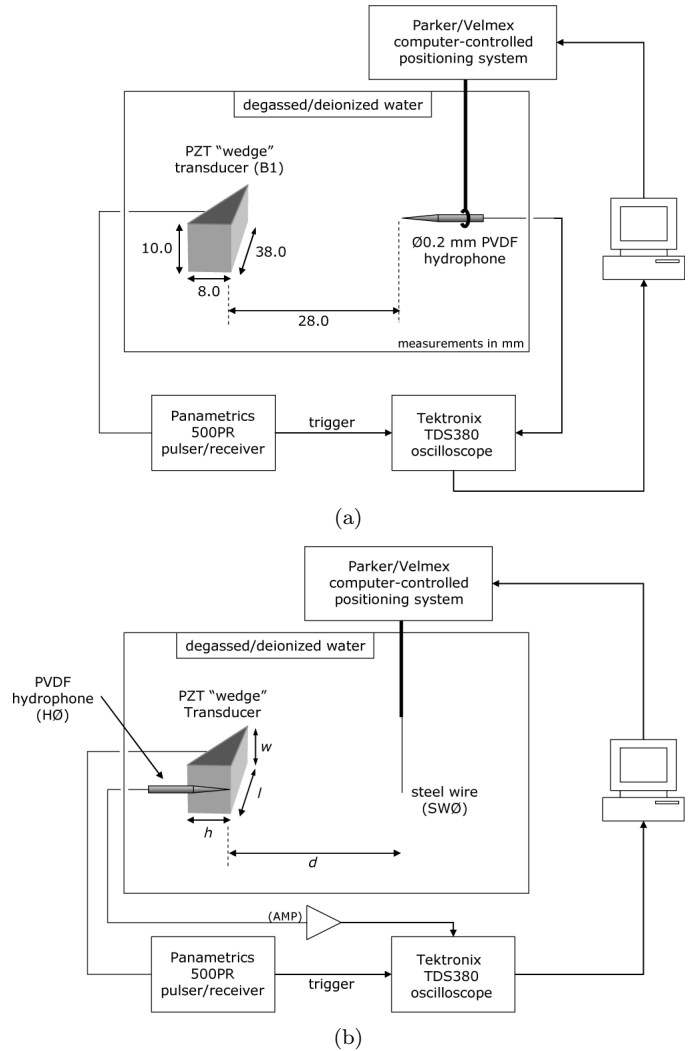 Parker/Velmex
computer-controlled
positioning system
degassed/deionized water
PZT “wedge”
transducer (B1)
10.0
38.0
8.0
Ø0.2 mm PVDF
hydrophone
28.0
measurements in mm
Panametrics
500PR
pulser/receiver
trigger
Tektronix
TDS380
oscilloscope
(a)
Parker/Velmex
computer-controlled
positioning system
degassed/deionized water
PVDF
hydrophone
(HØ)
PZT “wedge”
Transducer
w
l
h
steel wire
(SWØ)
d
(AMP)
Panametrics
500PR
pulser/receiver
trigger
Tektronix
TDS380
oscilloscope
(b)